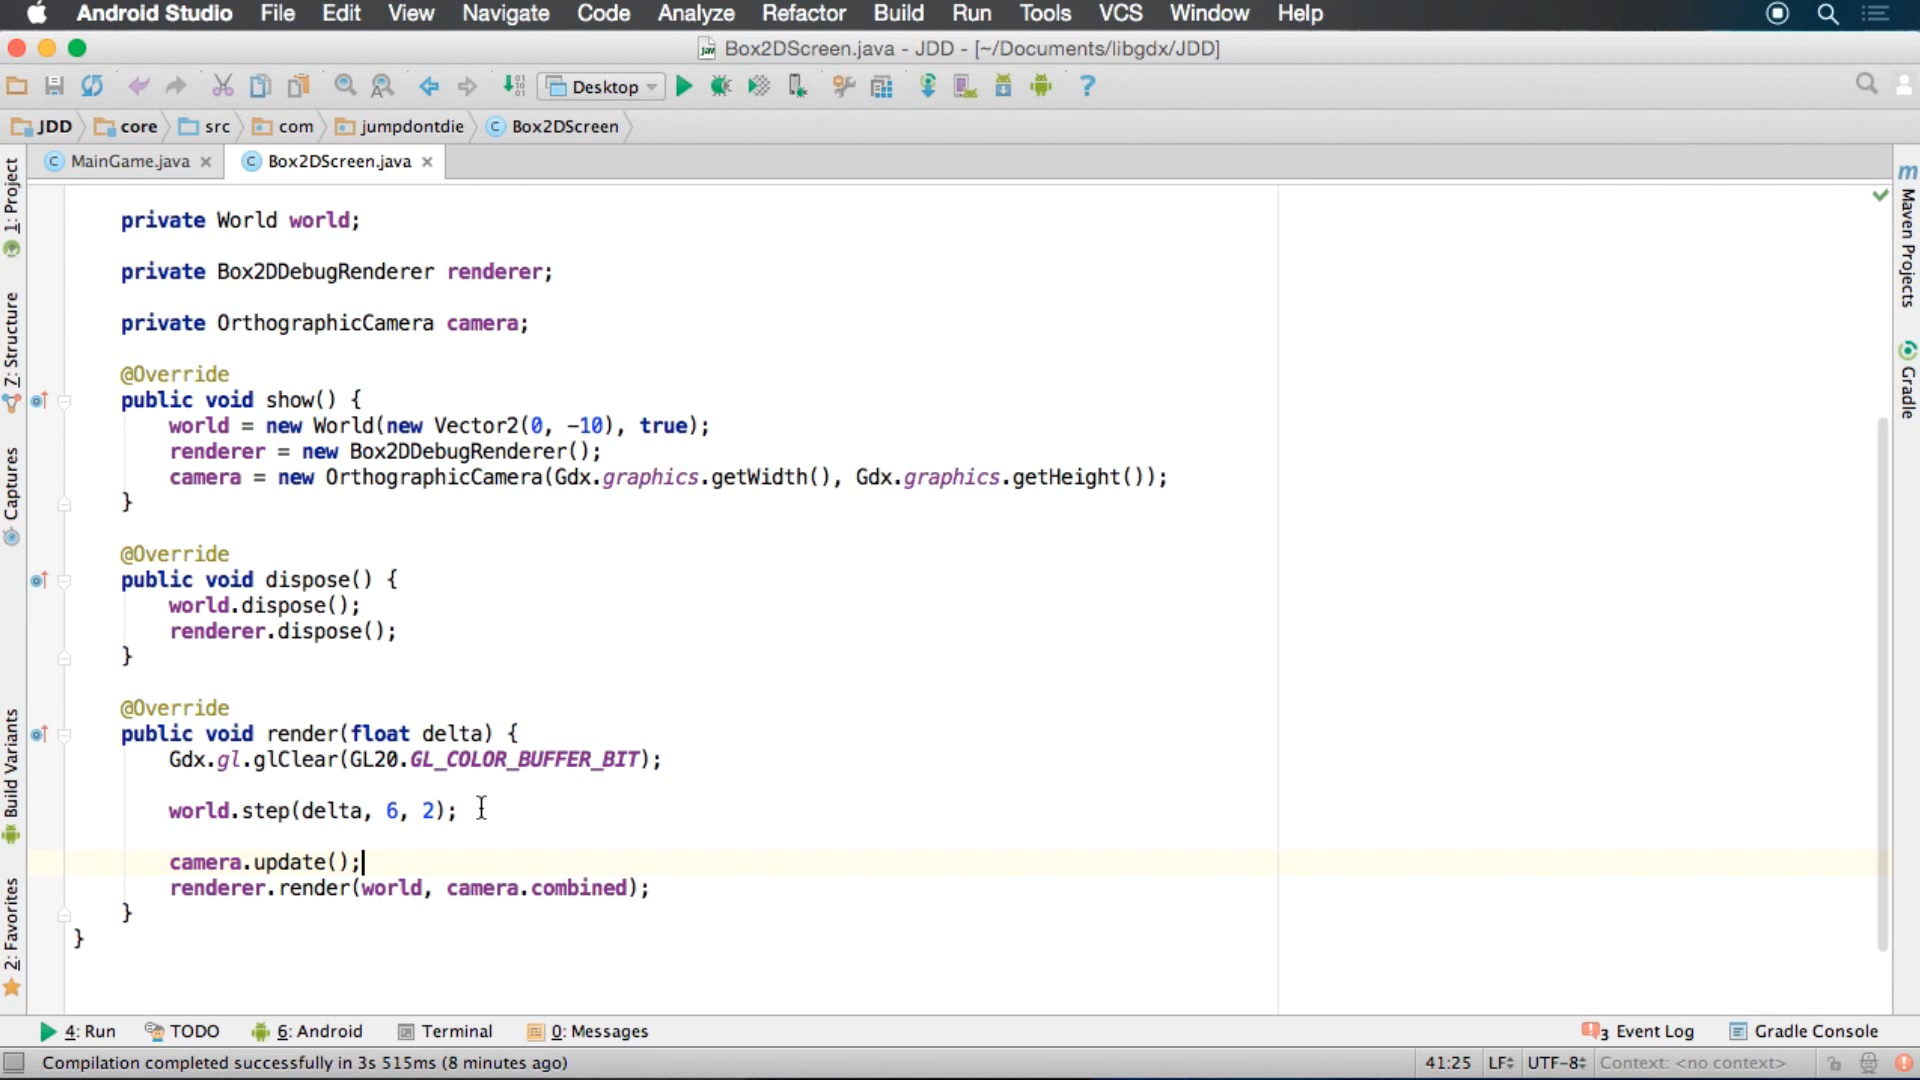 Android Studio File Edit View Navigate Code Analyze Refactor Build Run Tools VCS Window Help
Box2DScreen.java - JDD - [~/Documents/libgdx/JDD]
Desktop
JDD core src com jumpdontdie Box2DScreen
MainGame.java Box2DScreen.java
1: Project
7: Structure
Captures
Build Variants
2: Favorites
private World world;
private Box2DDebugRenderer renderer;
private OrthographicCamera camera;
@Override
public void show() {
world = new World(new Vector2(0, -10), true);
renderer = new Box2DDebugRenderer();
camera = new OrthographicCamera(Gdx.graphics.getWidth(), Gdx.graphics.getHeight());
}
@Override
public void dispose() {
world.dispose();
renderer.dispose();
}
@Override
public void render(float delta) {
Gdx.gl.glClear(GL20.GL_COLOR_BUFFER_BIT);
world.step(delta, 6, 2);
camera.update();
renderer.render(world, camera.combined);
}
}
Maven Projects
Gradle
4: Run TODO 6: Android Terminal 0: Messages 3 Event Log Gradle Console
Compilation completed successfully in 3s 515ms (8 minutes ago) 41:25 LF UTF-8 Context: <no context>